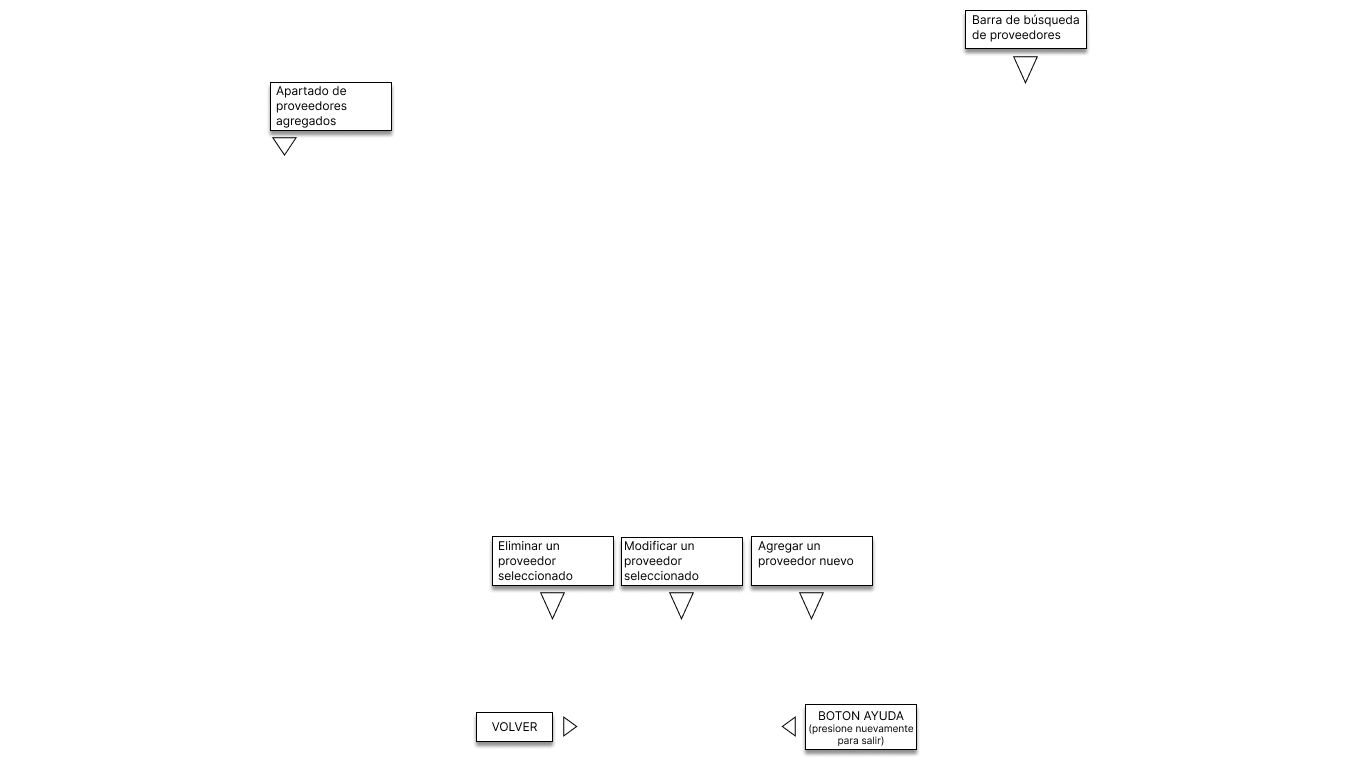 Barra de búsqueda
de proveedores
Apartado de
proveedores
agregados
Eliminar un
proveedor
seleccionado
Modificar un
proveedor
seleccionado
Agregar un
proveedor nuevo
VOLVER
BOTON AYUDA
(presione nuevamente
para salir)